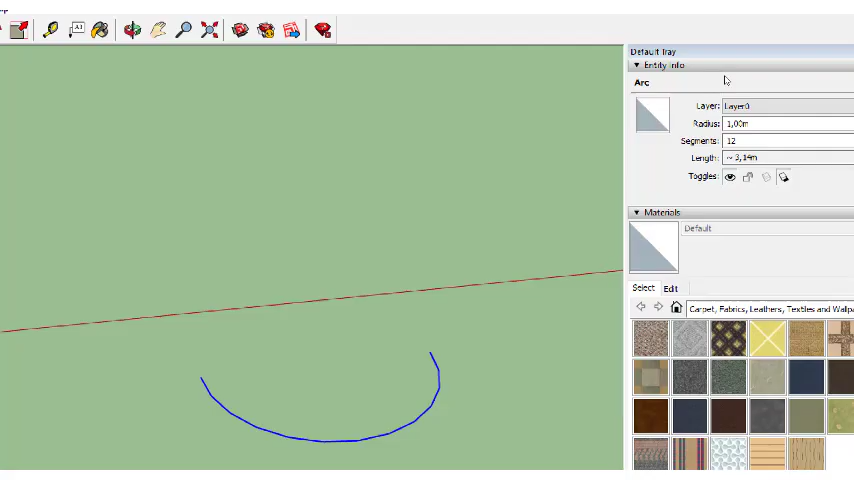 A1
Default Tray
Entity Info
Arc
Layer: Layer0
Radius: 1,00m
Segments: 12
Length: ~ 3,14m
Toggles:
Materials
Default
Select Edit
Carpet, Fabrics, Leathers, Textiles and Wallpa